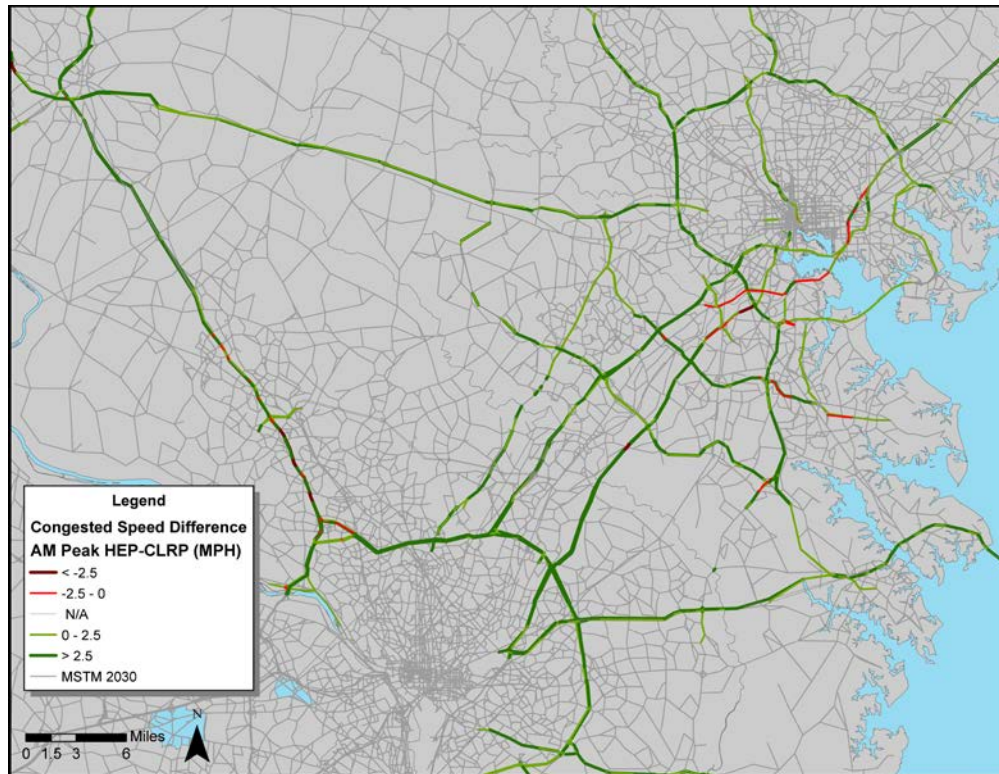 Legend
Congested Speed Difference
AM Peak HEP-CLRP (MPH)
< -2.5
-2.5 - 0
N/A
0 - 2.5
> 2.5
MSTM 2030
N
Miles
0 1.5 3 6